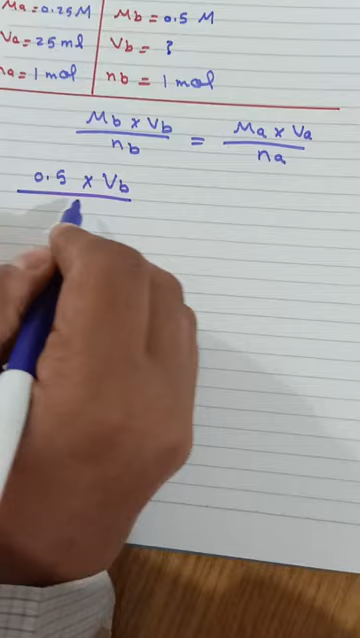 Ma = 0.25 M | Mb = 0.5 M
Va = 25 ml | Vb = ?
na = 1 mol | nb = 1 mol
Mb x Vb / nb = Ma x Va / na
0.5 x Vb